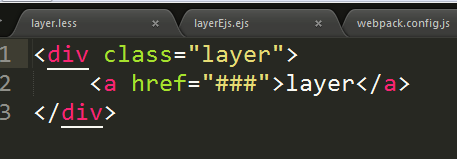 layer.less × layerEjs.ejs × webpack.config.js
1 <div class="layer">
2     <a href="###">layer</a>
3 </div>